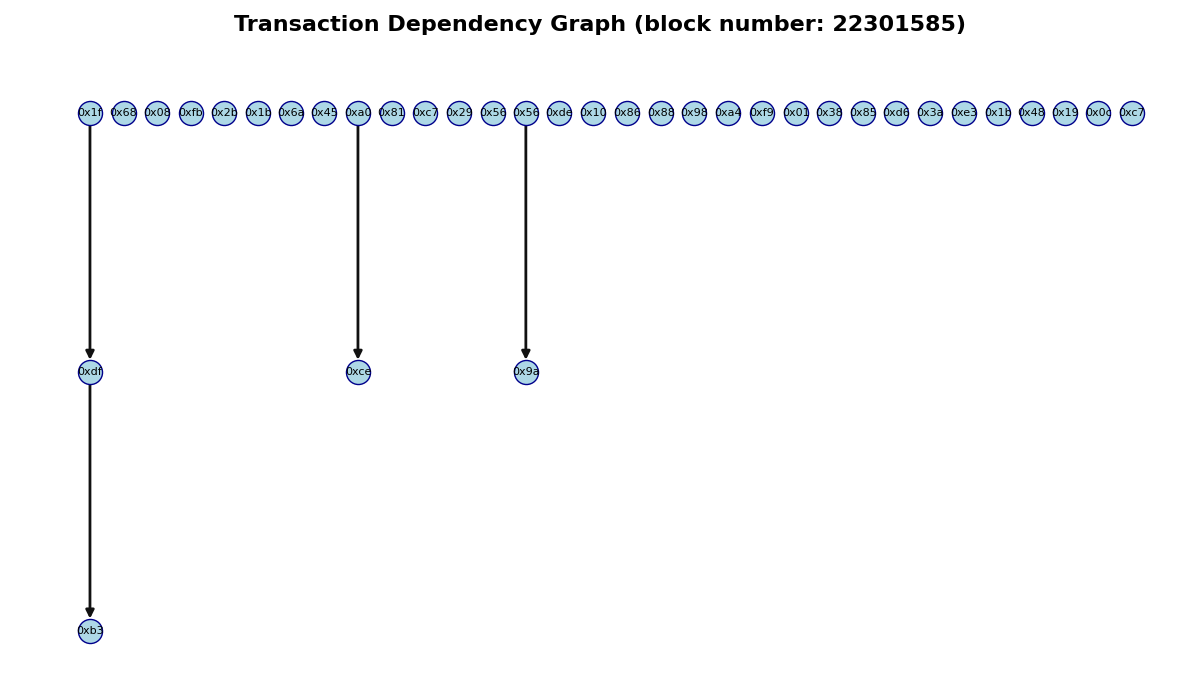 Transaction Dependency Graph (block number: 22301585)
0x1f 0x68 0x08 0xfb 0x2b 0x1b 0x6a 0x45 0xa0 0x81 0xc7 0x29 0x56 0x56 0xde 0x10 0x86 0x88 0x98 0xa4 0xf9 0x01 0x38 0x85 0xd6 0x3a 0xe3 0x1b 0x48 0x19 0x0c 0xc7
0xdf 0xce 0x9a
0xb3